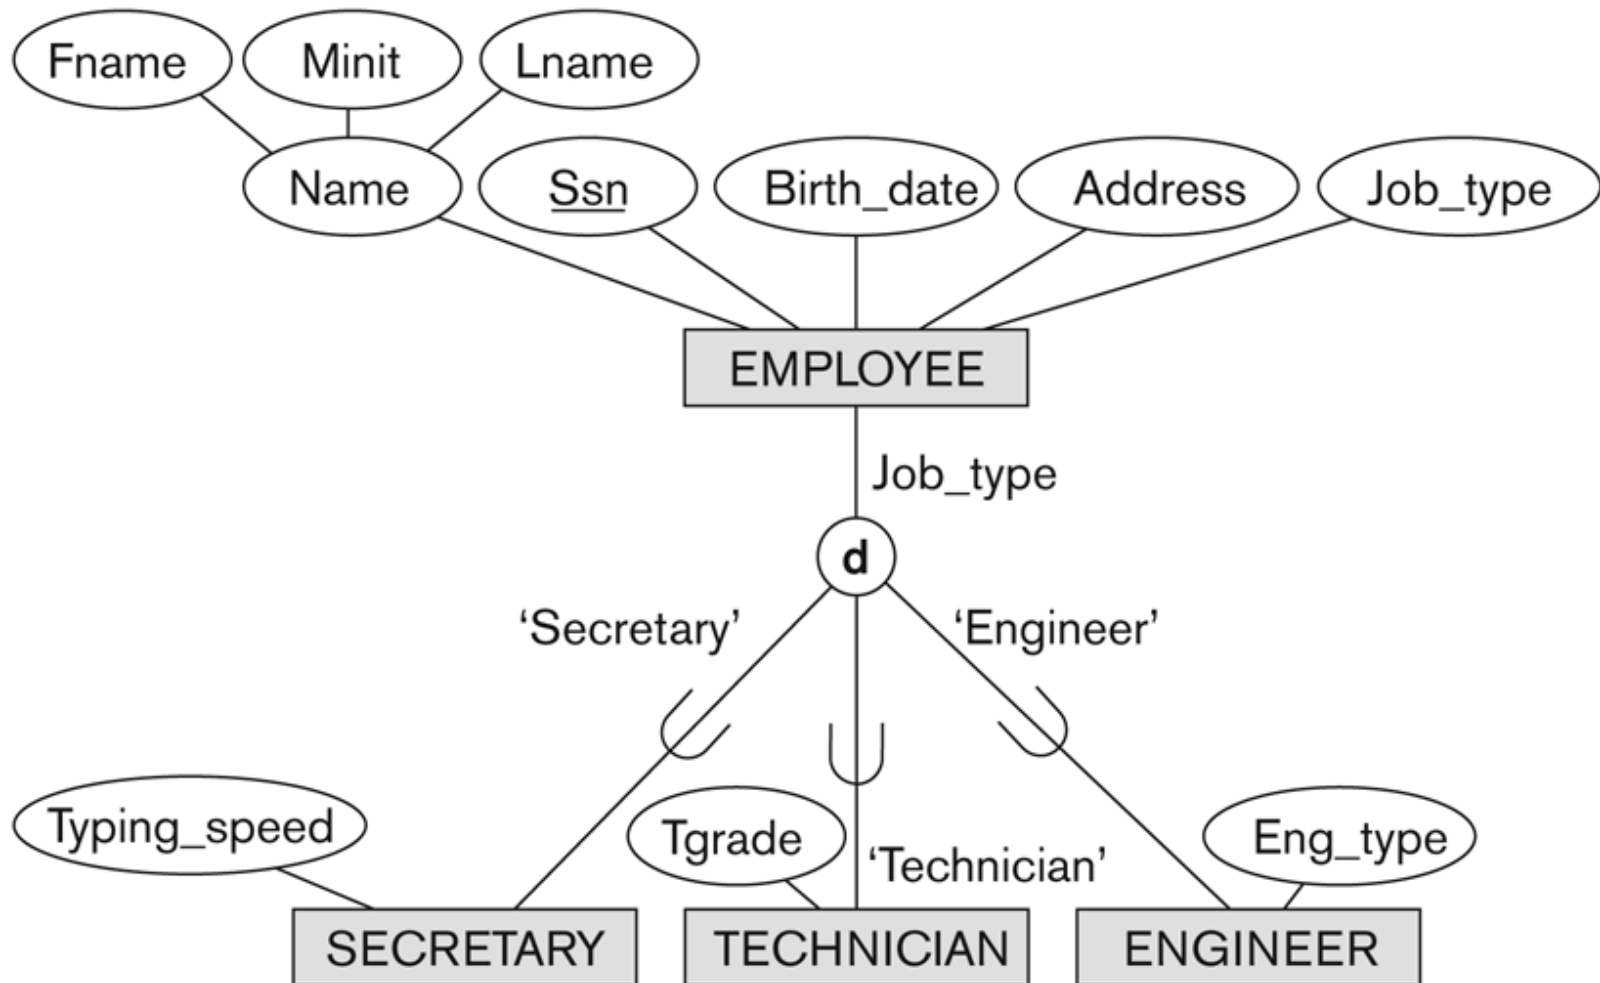 Fname Minit Lname
Name Ssn Birth_date Address Job_type
EMPLOYEE
Job_type
d
‘Secretary’ ‘Engineer’
Typing_speed Tgrade Eng_type
‘Technician’
SECRETARY TECHNICIAN ENGINEER